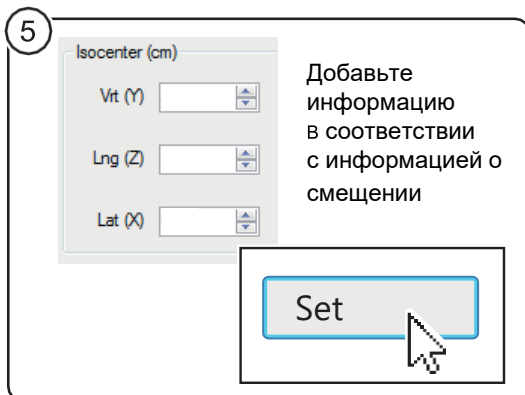 5
Isocenter (cm)
Vrt (Y)
Lng (Z)
Lat (X)
Добавьте
информацию
в соответствии
с информацией о
смещении
Set